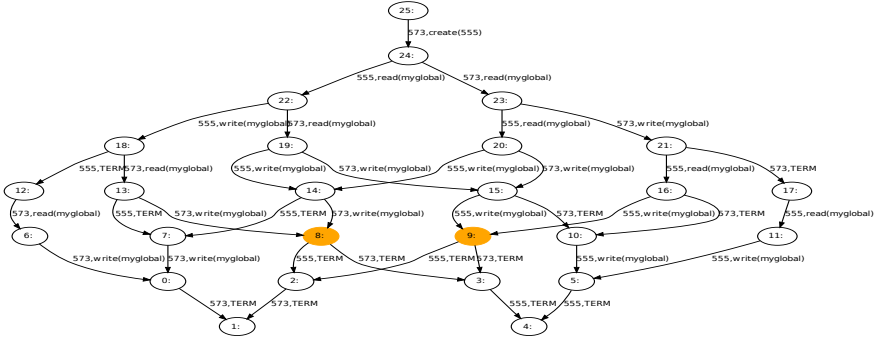 25:
573,create(555)
24:
555,read(myglobal) 573,read(myglobal)
22: 23:
555,write(myglobal) 573,read(myglobal) 555,read(myglobal) 573,write(myglobal)
18: 19: 20: 21:
555,TERM 573,read(myglobal) 555,write(myglobal) 573,write(myglobal) 555,write(myglobal) 573,write(myglobal) 555,read(myglobal) 573,TERM
12: 13: 14: 15: 16: 17:
573,read(myglobal) 555,TERM 573,write(myglobal) 555,TERM 573,write(myglobal) 555,write(myglobal) 573,TERM 555,write(myglobal) 573,TERM 555,read(myglobal)
6: 7: 8: 9: 10: 11:
573,write(myglobal) 573,write(myglobal) 555,TERM 573,TERM 555,TERM 573,TERM 555,write(myglobal) 555,write(myglobal)
0: 2: 3: 5:
573,TERM 573,TERM 555,TERM 555,TERM
1: 4: